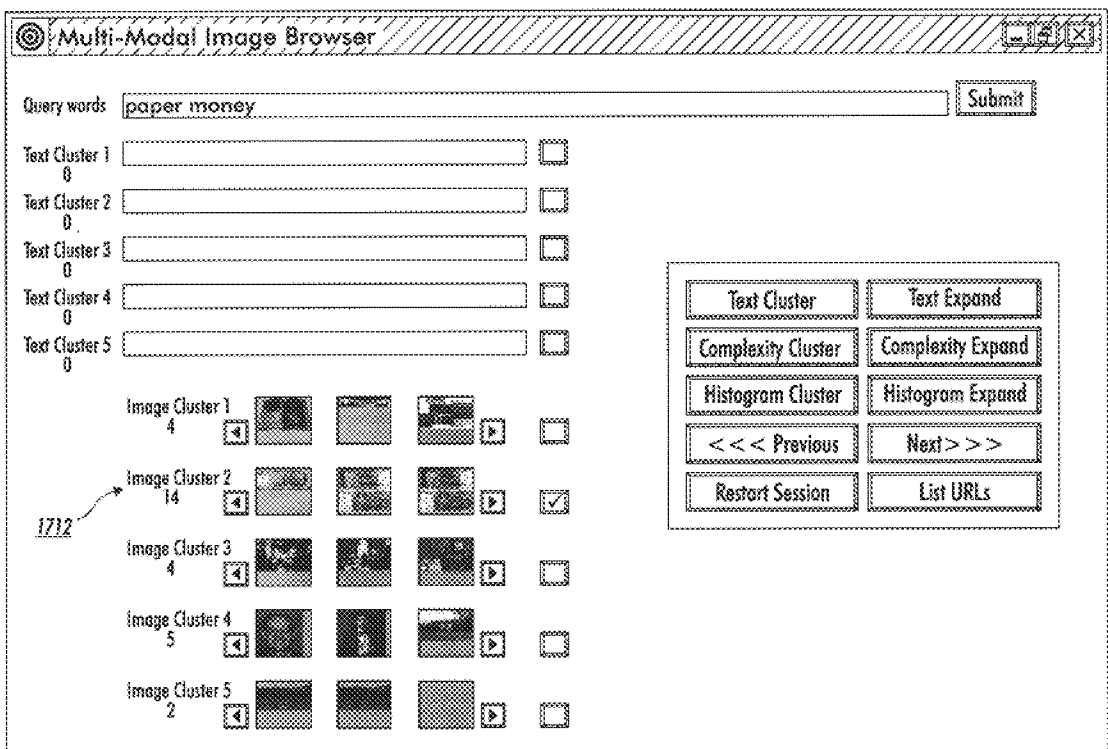 Multi-Modal Image Browser
Query words paper money Submit
Text Cluster 1
0
Text Cluster 2
0
Text Cluster 3
0
Text Cluster 4
0
Text Cluster 5
0
Text Cluster Text Expand
Complexity Cluster Complexity Expand
Histogram Cluster Histogram Expand
<<< Previous Next>>>
Restart Session List URLs
Image Cluster 1
4
Image Cluster 2
14
1712
Image Cluster 3
4
Image Cluster 4
5
Image Cluster 5
2